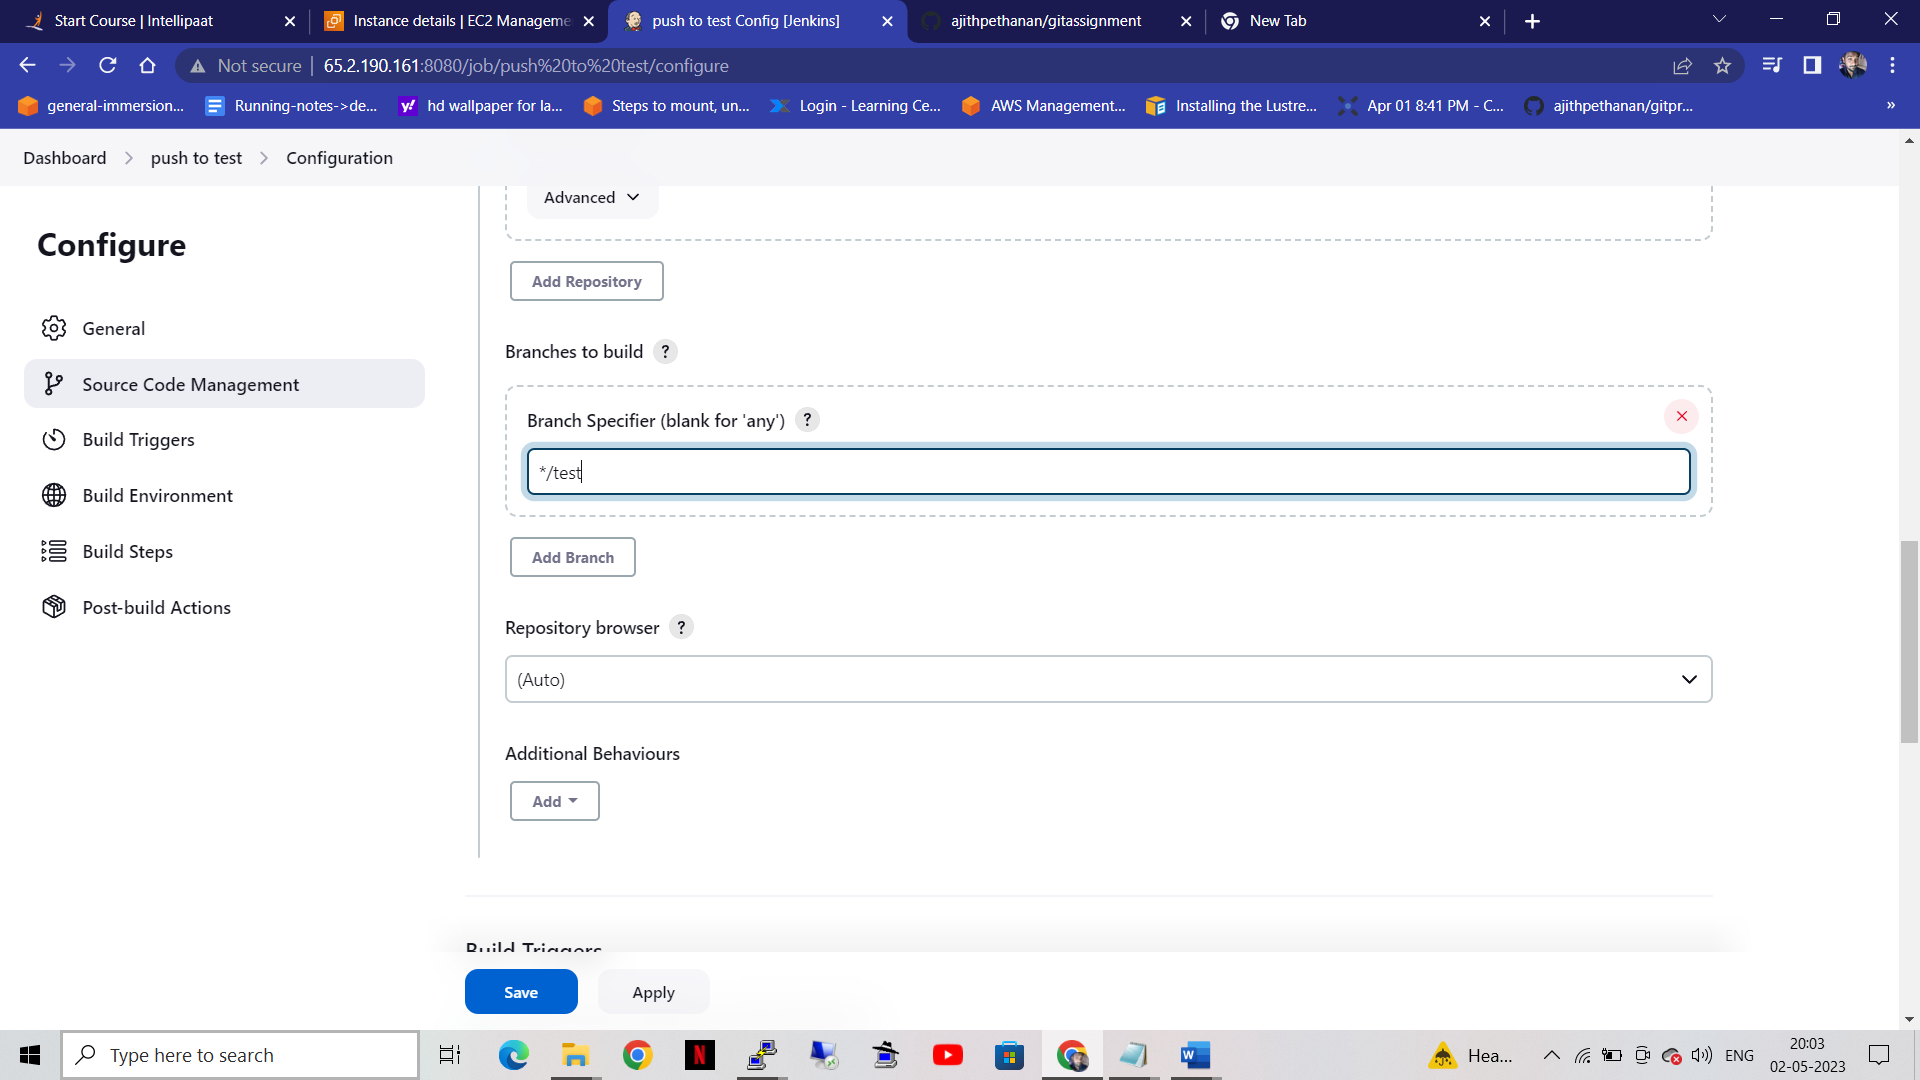 Start Course | Intellipaat
Instance details | EC2 Manageme
push to test Config [Jenkins]
ajithpethanan/gitassignment
New Tab
Not secure
65.2.190.161:8080/job/push%20to%20test/configure
general-immersion...
Running-notes->de...
y!
hd wallpaper for la...
Steps to mount, un...
Login - Learning Ce...
AWS Management...
Installing the Lustre...
Apr 01 8:41 PM - C...
ajithpethanan/gitpr...
»
Dashboard
push to test
Configuration
Advanced
Configure
Add Repository
General
Branches to build ?
Source Code Management
Branch Specifier (blank for 'any') ?
Build Triggers
*/test
Build Environment
Build Steps
Add Branch
Post-build Actions
Repository browser ?
(Auto)
Additional Behaviours
Add
Build Triggers
Save
Apply
Type here to search
N
W
Hea...
ENG
20:03
02-05-2023